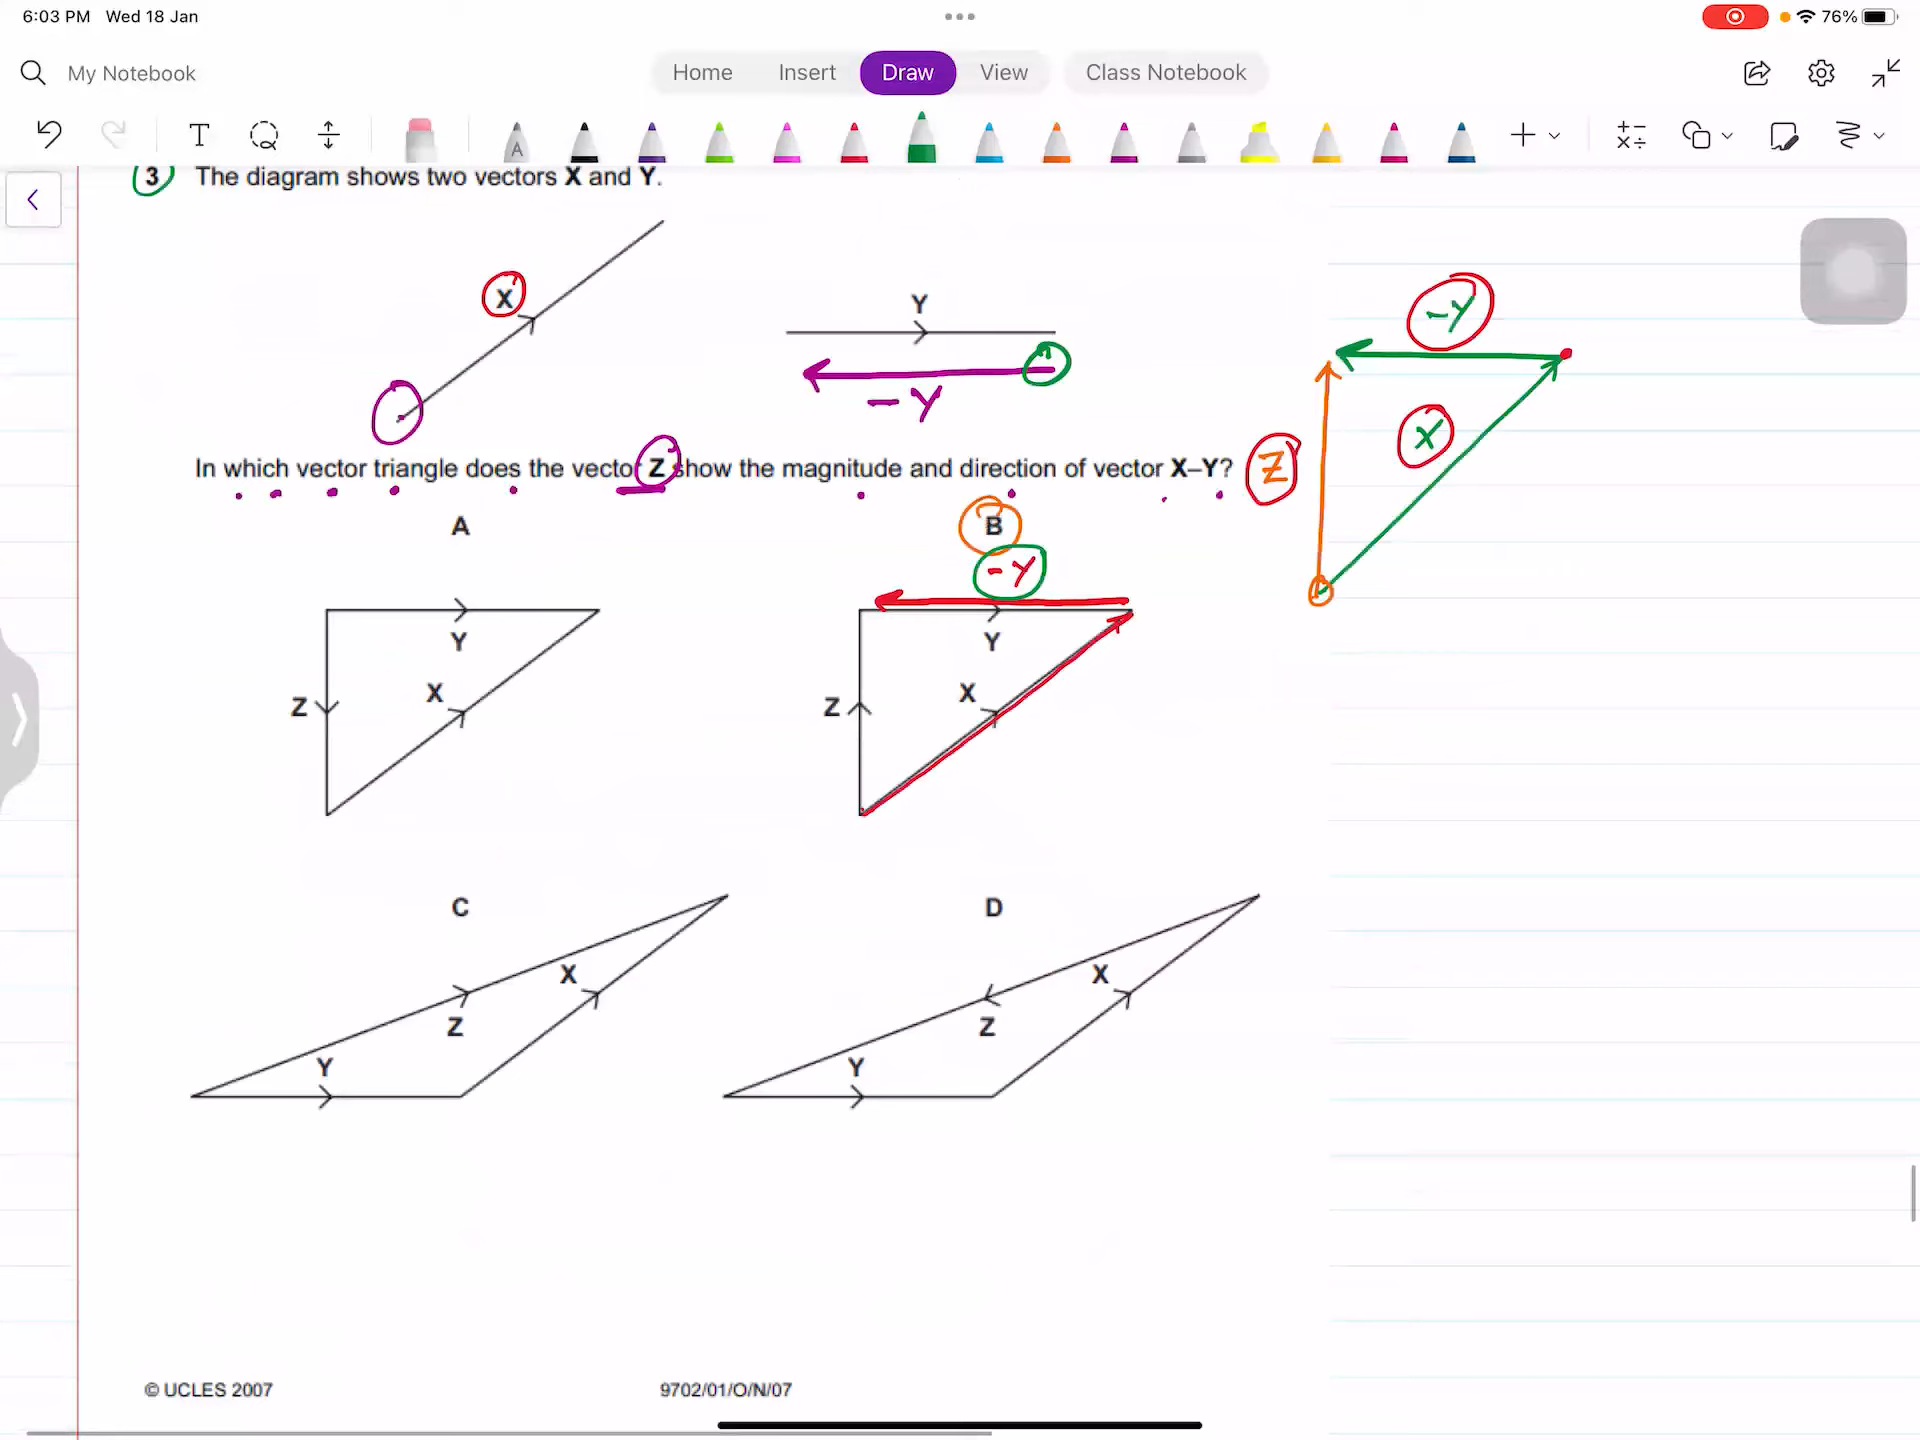 6:03 PM Wed 18 Jan
76%
My Notebook
Home Insert Draw View Class Notebook
T
A
3 The diagram shows two vectors X and Y.
X
Y
-Y
-Y
X
In which vector triangle does the vector Z show the magnitude and direction of vector X–Y? Z
A
B
-Y
Y
X
Z
Y
X
Z
C
D
X
Z
Y
X
Z
Y
© UCLES 2007
9702/01/O/N/07